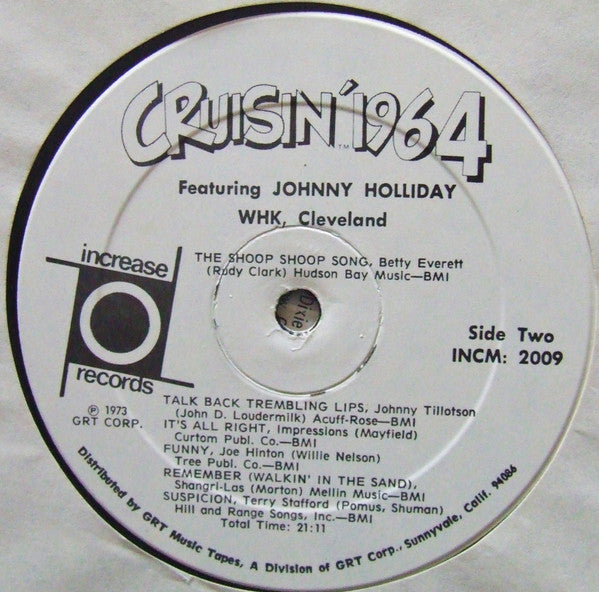 CRUISIN' 1964 ™
Featuring JOHNNY HOLLIDAY
WHK, Cleveland
THE SHOOP SHOOP SONG, Betty Everett
(Rudy Clark) Hudson Bay Music—BMI
increase
records
Dixie
Side Two
INCM: 2009
℗ 1973
GRT CORP.
TALK BACK TREMBLING LIPS, Johnny Tillotson
(John D. Loudermilk) Acuff-Rose—BMI
IT'S ALL RIGHT, Impressions (Mayfield)
Curtom Publ. Co.—BMI
FUNNY, Joe Hinton (Willie Nelson)
Tree Publ. Co.—BMI
REMEMBER (WALKIN' IN THE SAND),
Shangri-Las (Morton) Mellin Music—BMI
SUSPICION, Terry Stafford (Pomus, Shuman)
Hill and Range Songs, Inc.—BMI
Total Time: 21:11
Distributed by GRT Music Tapes, A Division of GRT Corp., Sunnyvale, Calif. 94086